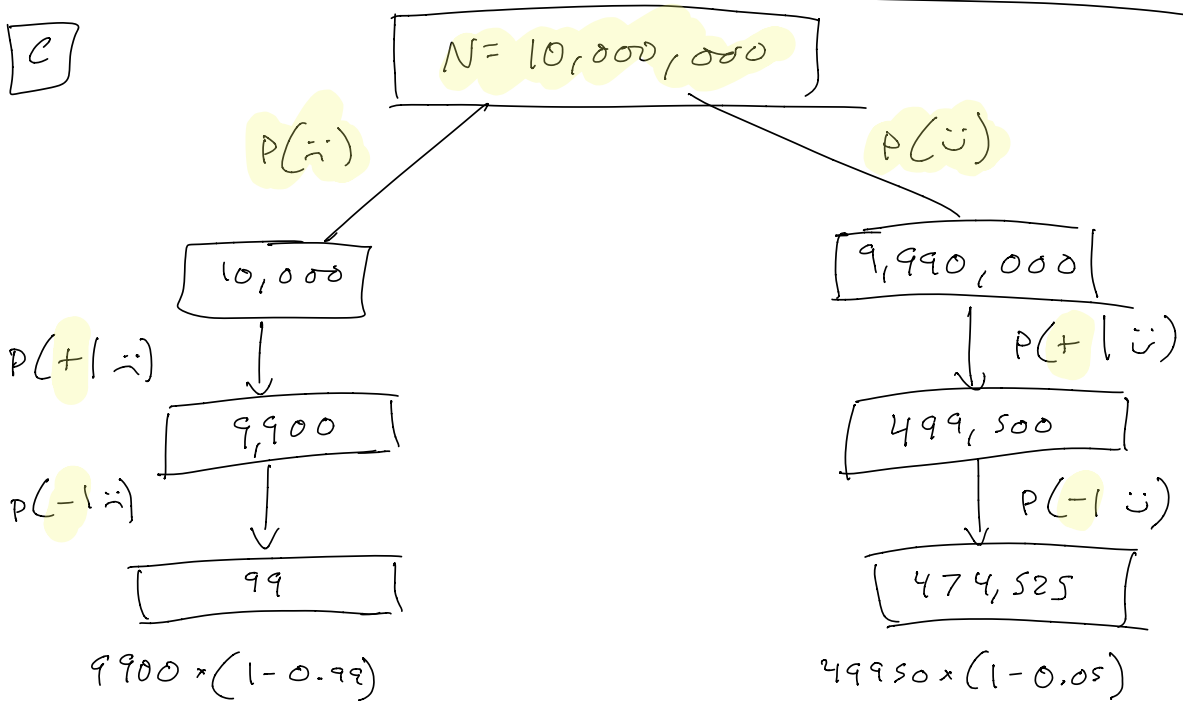 C
N= 10,000,000
P(☹) P(☺)
10,000 9,990,000
P(+|☹) P(+|☺)
9,900 499,500
P(-|☹) P(-|☺)
99 474,525
9900 * (1-0.99) 49950 * (1-0.05)